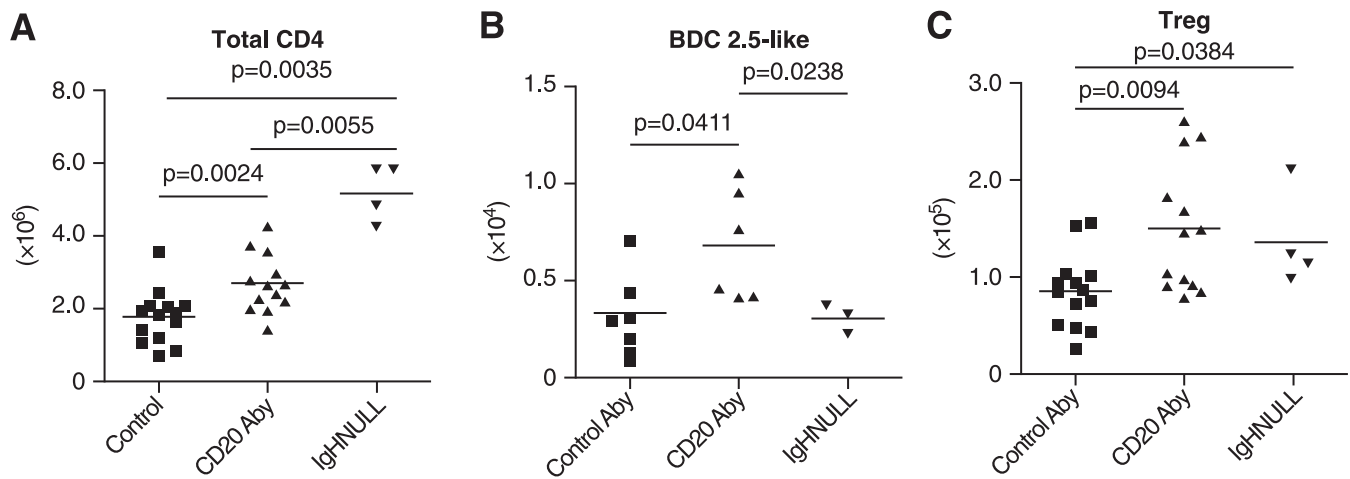 A
Total CD4
p=0.0035
p=0.0055
p=0.0024
8.0
6.0
4.0
2.0
0
(×10⁶)
Control
CD20 Aby
IgHNULL
B
BDC 2.5-like
p=0.0238
p=0.0411
1.5
1.0
0.5
0
(×10⁴)
Control Aby
CD20 Aby
IgHNULL
C
Treg
p=0.0384
p=0.0094
3.0
2.0
1.0
0.0
(×10⁵)
Control Aby
CD20 Aby
IgHNULL